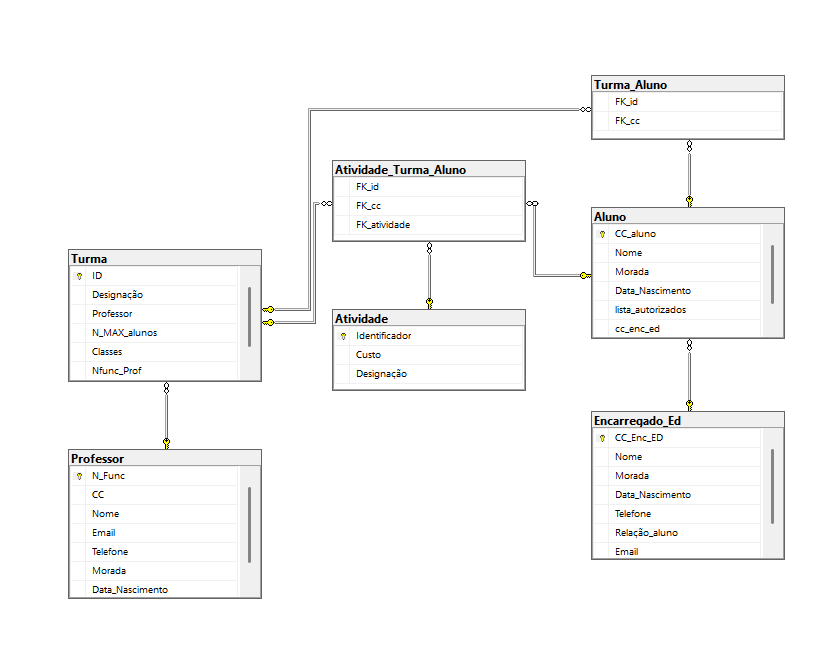 Turma_Aluno
FK_id
FK_cc
Atividade_Turma_Aluno
FK_id
FK_cc
FK_atividade
Aluno
CC_aluno
Nome
Morada
Data_Nascimento
lista_autorizados
cc_enc_ed
Turma
ID
Designação
Professor
N_MAX_alunos
Classes
Nfunc_Prof
Atividade
Identificador
Custo
Designação
Encarregado_Ed
CC_Enc_ED
Nome
Morada
Data_Nascimento
Telefone
Relação_aluno
Email
Professor
N_Func
CC
Nome
Email
Telefone
Morada
Data_Nascimento